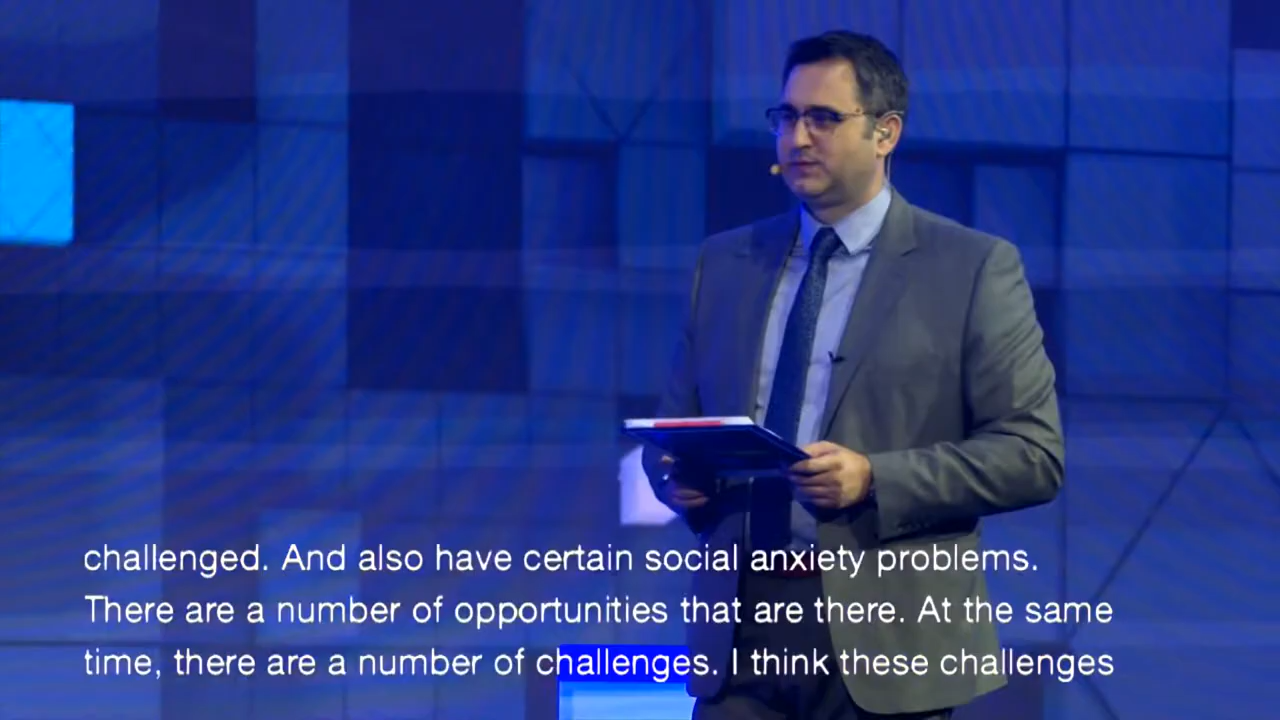 challenged. And also have certain social anxiety problems.
There are a number of opportunities that are there. At the same
time, there are a number of challenges. I think these challenges